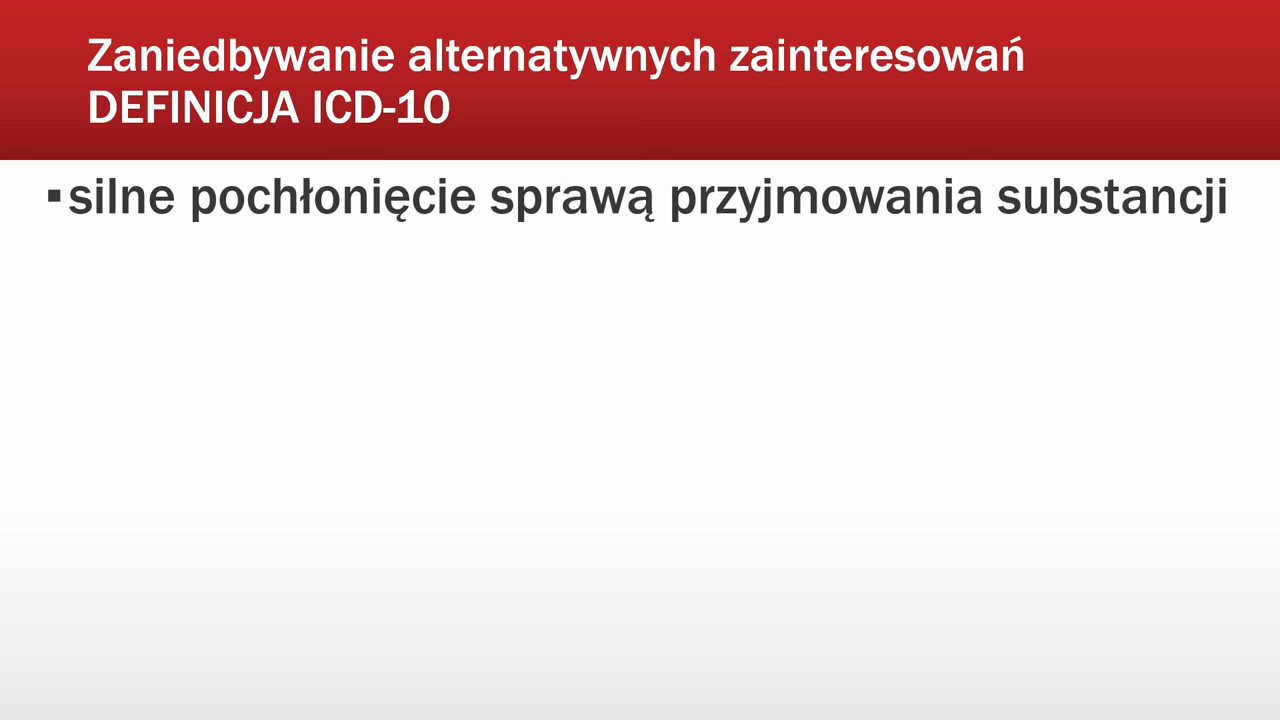 Zaniedbywanie alternatywnych zainteresowań
DEFINICJA ICD-10
▪silne pochłonięcie sprawą przyjmowania substancji